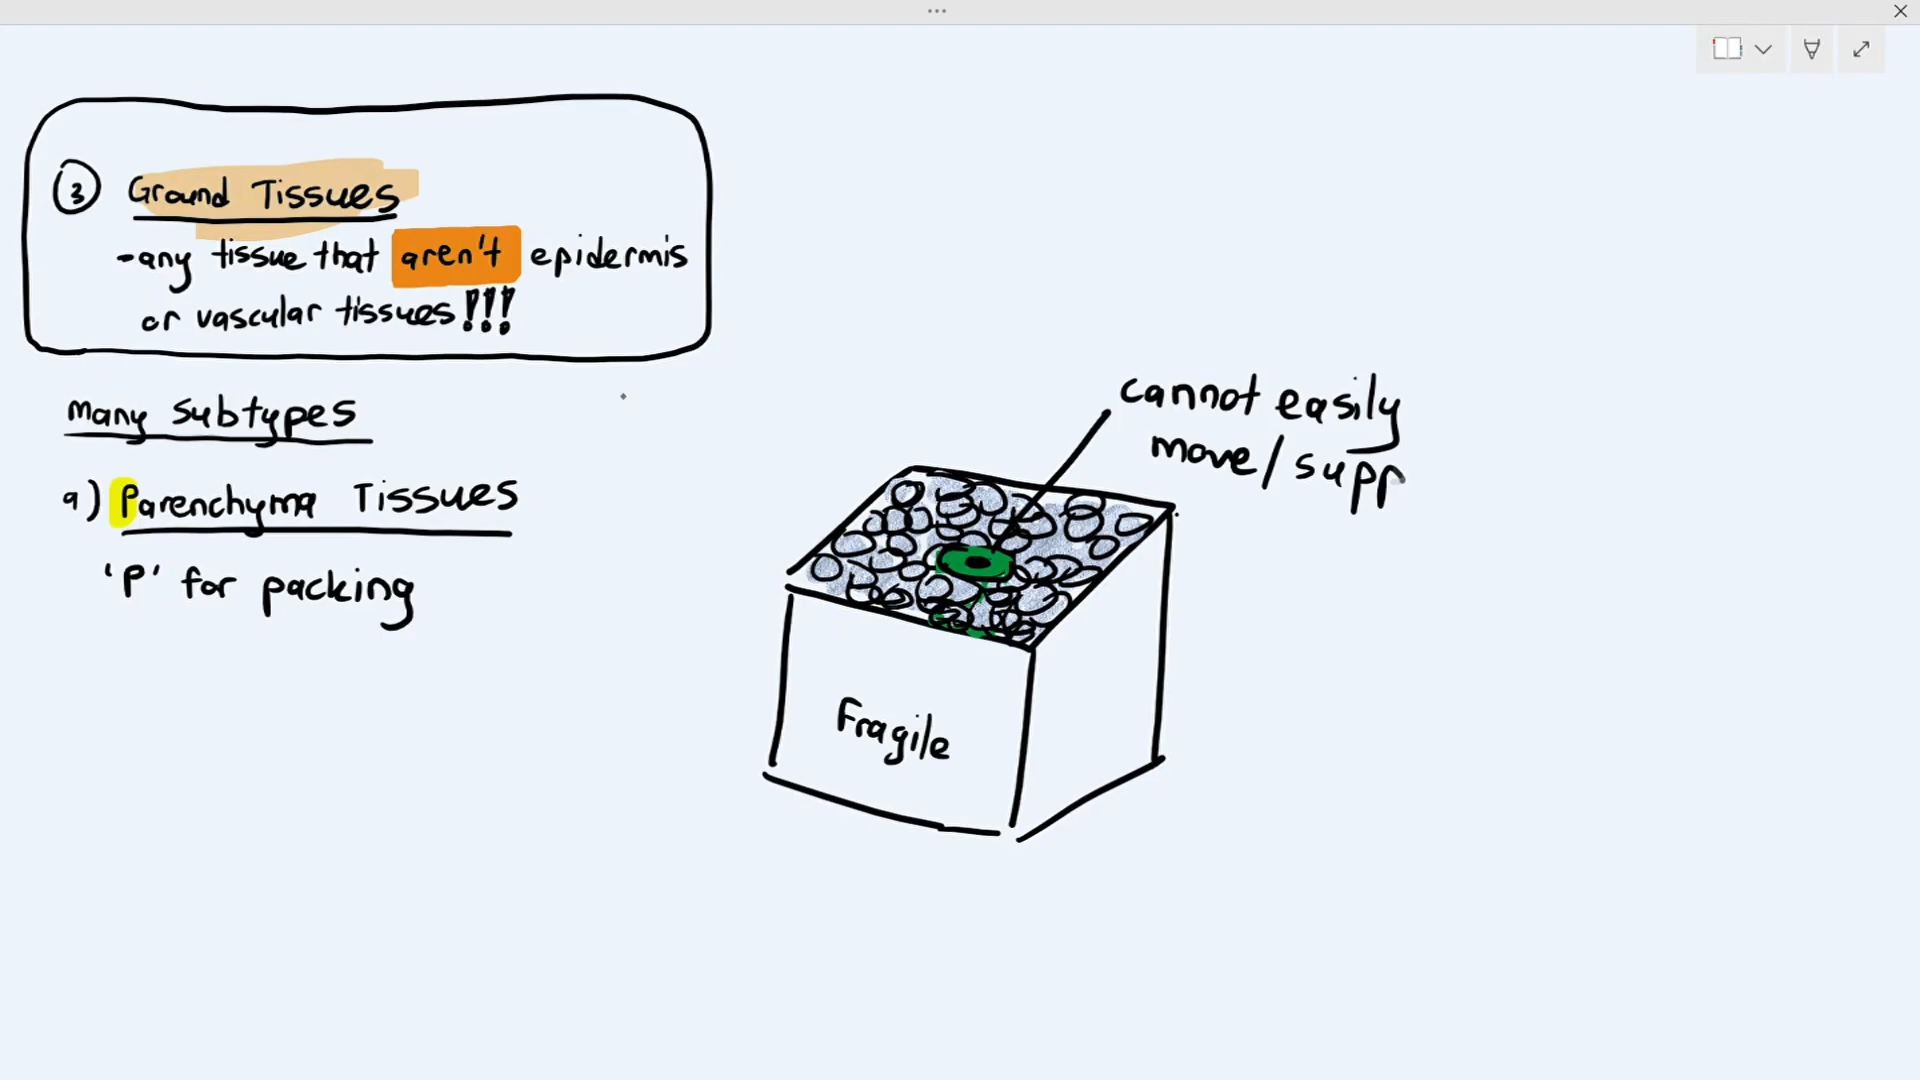 3 Ground Tissues
-any tissue that aren't epidermis
or vascular tissues!!!
many subtypes
a) Parenchyma Tissues
'P' for packing
cannot easily
move/supp
Fragile